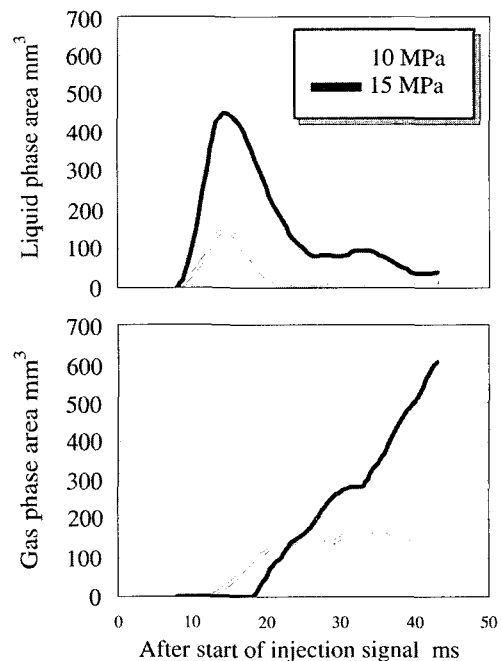 700
600
500
400
300
200
100
0
Liquid phase area mm³
10 MPa
15 MPa
700
600
500
400
300
200
100
0
Gas phase area mm³
0 10 20 30 40 50
After start of injection signal ms